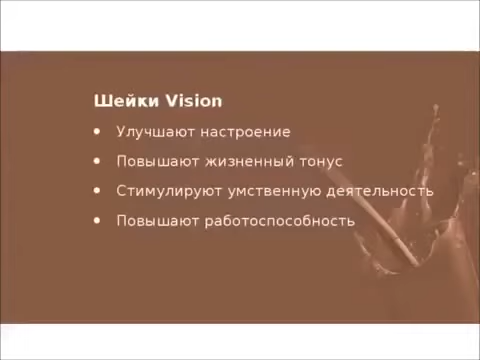 Шейки Vision
• Улучшают настроение
• Повышают жизненный тонус
• Стимулируют умственную деятельность
• Повышают работоспособность